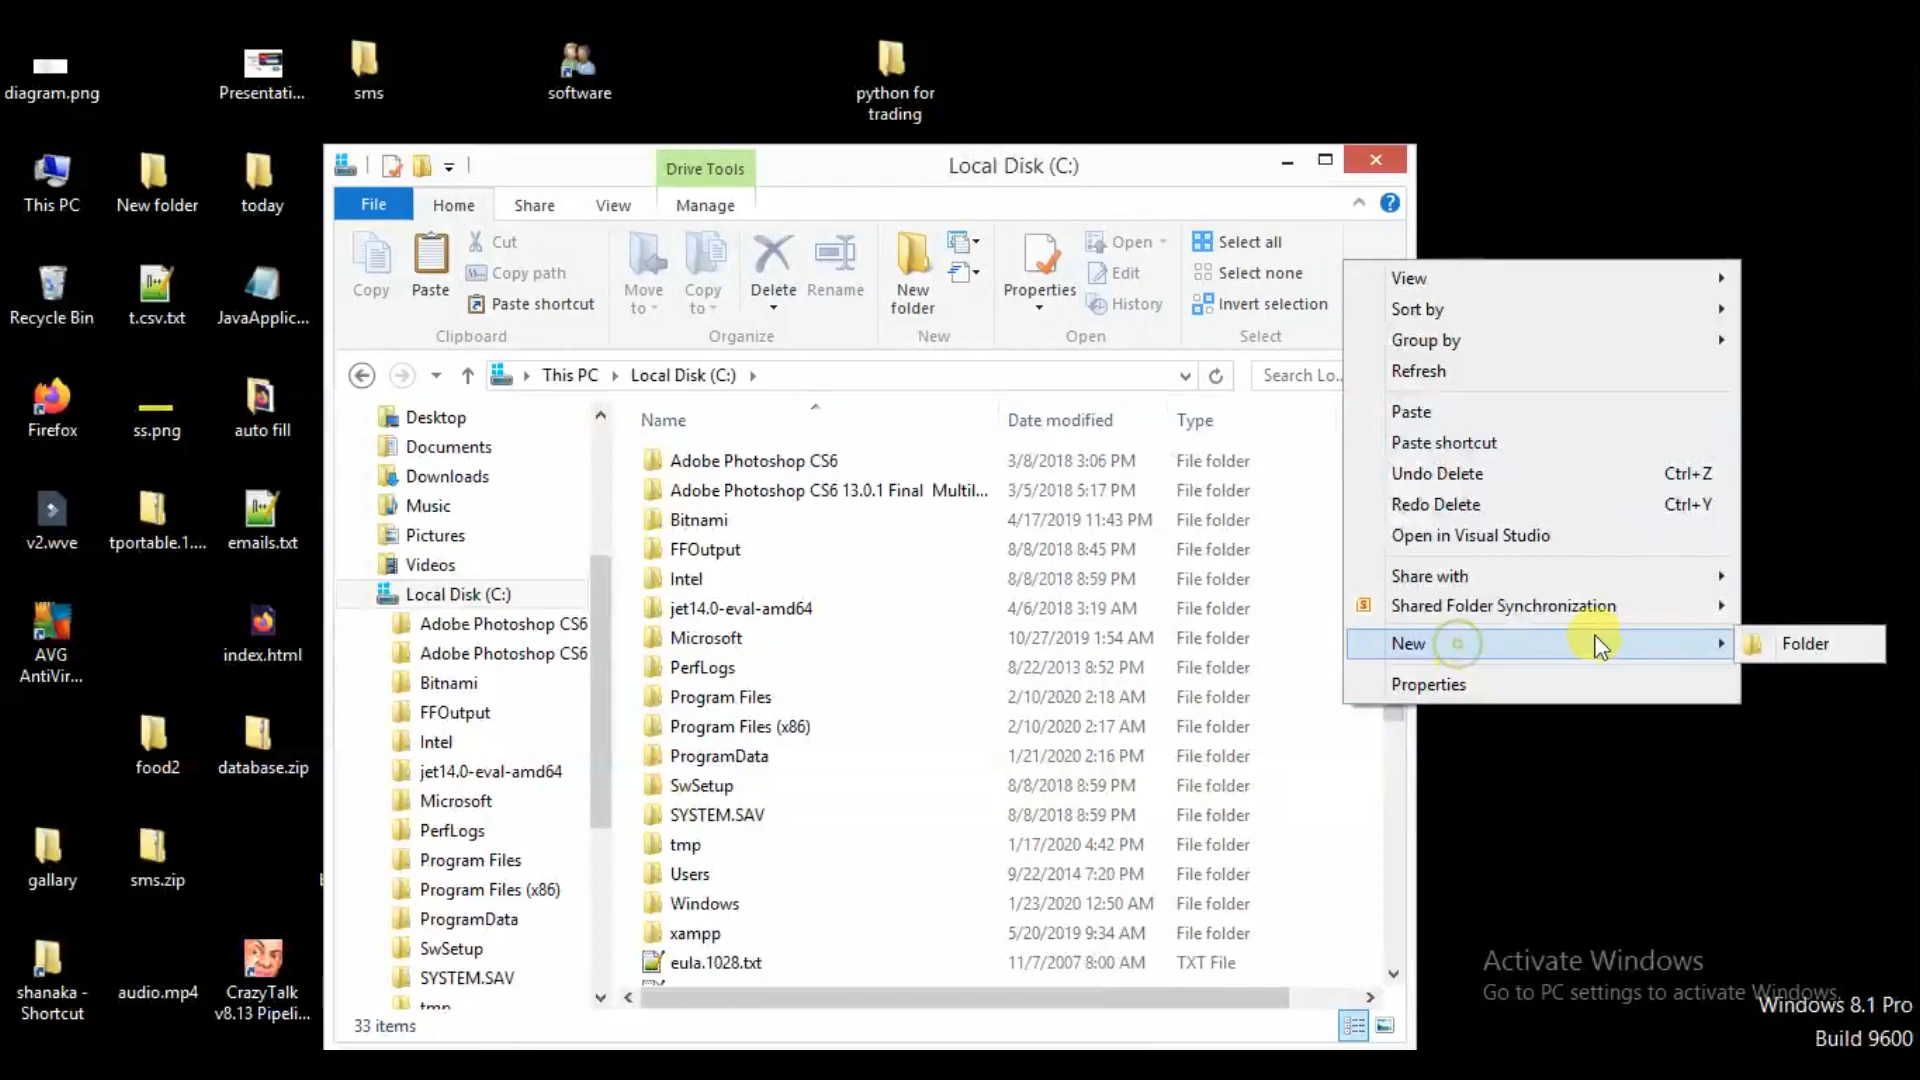 diagram.png
Presentati...
sms
software
python for
trading
This PC
New folder
today
Recycle Bin
t.csv.txt
JavaApplic...
Firefox
ss.png
auto fill
v2.wve
tportable.1....
emails.txt
AVG
AntiVir...
index.html
food2
database.zip
gallary
sms.zip
shanaka -
Shortcut
audio.mp4
CrazyTalk
v8.13 Pipeli...
Drive Tools
Local Disk (C:)
File
Home
Share
View
Manage
Copy
Paste
Cut
Copy path
Paste shortcut
Clipboard
Move
to
Copy
to
Delete
Rename
Organize
New
folder
New
Properties
Open
Edit
History
Open
Select all
Select none
Invert selection
Select
This PC
Local Disk (C:)
Search Lo...
Desktop
Documents
Downloads
Music
Pictures
Videos
Local Disk (C:)
Adobe Photoshop CS6
Adobe Photoshop CS6
Bitnami
FFOutput
Intel
jet14.0-eval-amd64
Microsoft
PerfLogs
Program Files
Program Files (x86)
ProgramData
SwSetup
SYSTEM.SAV
tmp
Name Date modified Type
Adobe Photoshop CS6 3/8/2018 3:06 PM File folder
Adobe Photoshop CS6 13.0.1 Final Multil... 3/5/2018 5:17 PM File folder
Bitnami 4/17/2019 11:43 PM File folder
FFOutput 8/8/2018 8:45 PM File folder
Intel 8/8/2018 8:59 PM File folder
jet14.0-eval-amd64 4/6/2018 3:19 AM File folder
Microsoft 10/27/2019 1:54 AM File folder
PerfLogs 8/22/2013 8:52 PM File folder
Program Files 2/10/2020 2:18 AM File folder
Program Files (x86) 2/10/2020 2:17 AM File folder
ProgramData 1/21/2020 2:16 PM File folder
SwSetup 8/8/2018 8:59 PM File folder
SYSTEM.SAV 8/8/2018 8:59 PM File folder
tmp 1/17/2020 4:42 PM File folder
Users 9/22/2014 7:20 PM File folder
Windows 1/23/2020 12:50 AM File folder
xampp 5/20/2019 9:34 AM File folder
eula.1028.txt 11/7/2007 8:00 AM TXT File
33 items
View
Sort by
Group by
Refresh
Paste
Paste shortcut
Undo Delete Ctrl+Z
Redo Delete Ctrl+Y
Open in Visual Studio
Share with
Shared Folder Synchronization
New
Properties
Folder
Activate Windows
Go to PC settings to activate Windows.
Windows 8.1 Pro
Build 9600